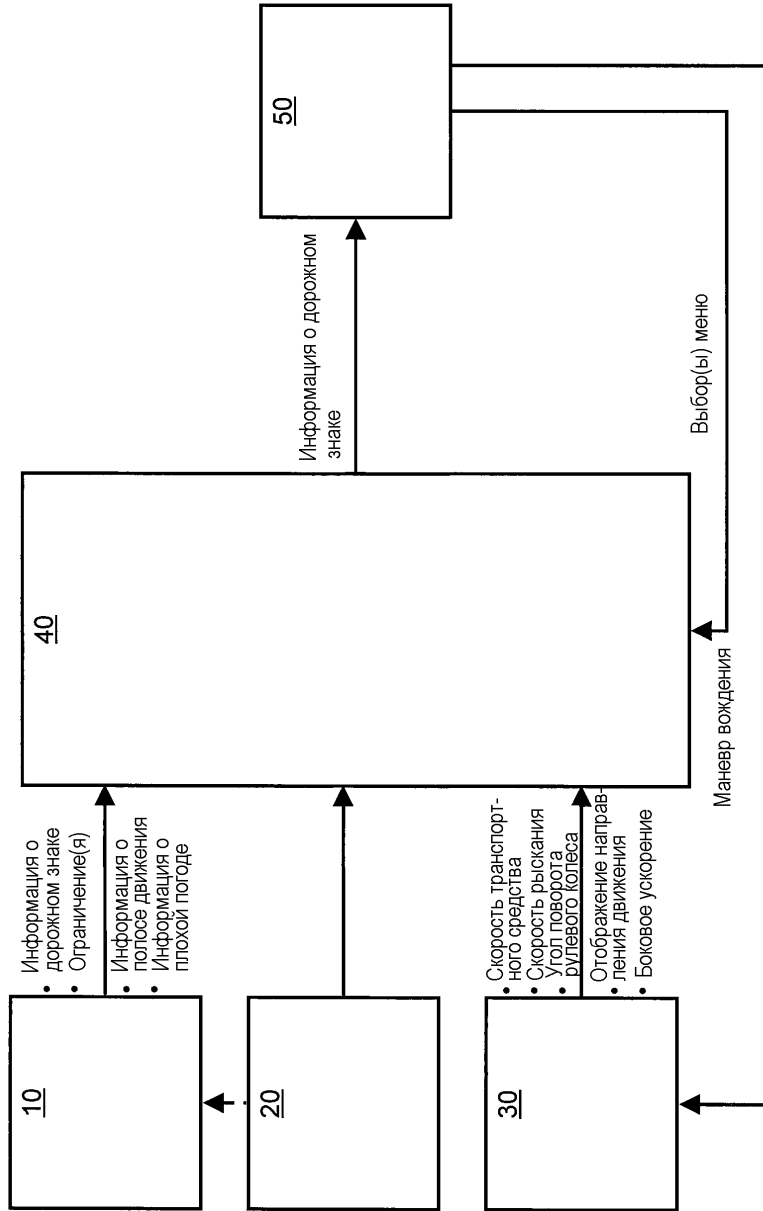 10
• Информация о
дорожном знаке
• Ограничение(я)
• Информация о
полосе движения
• Информация о
плохой погоде
20
30
• Скорость транспорт-
ного средства
• Скорость рыскания
• Угол поворота
рулевого колеса
• Отображение направ-
ления движения
• Боковое ускорение
40
Информация о дорожном
знаке
50
Выбор(ы) меню
Маневр вождения